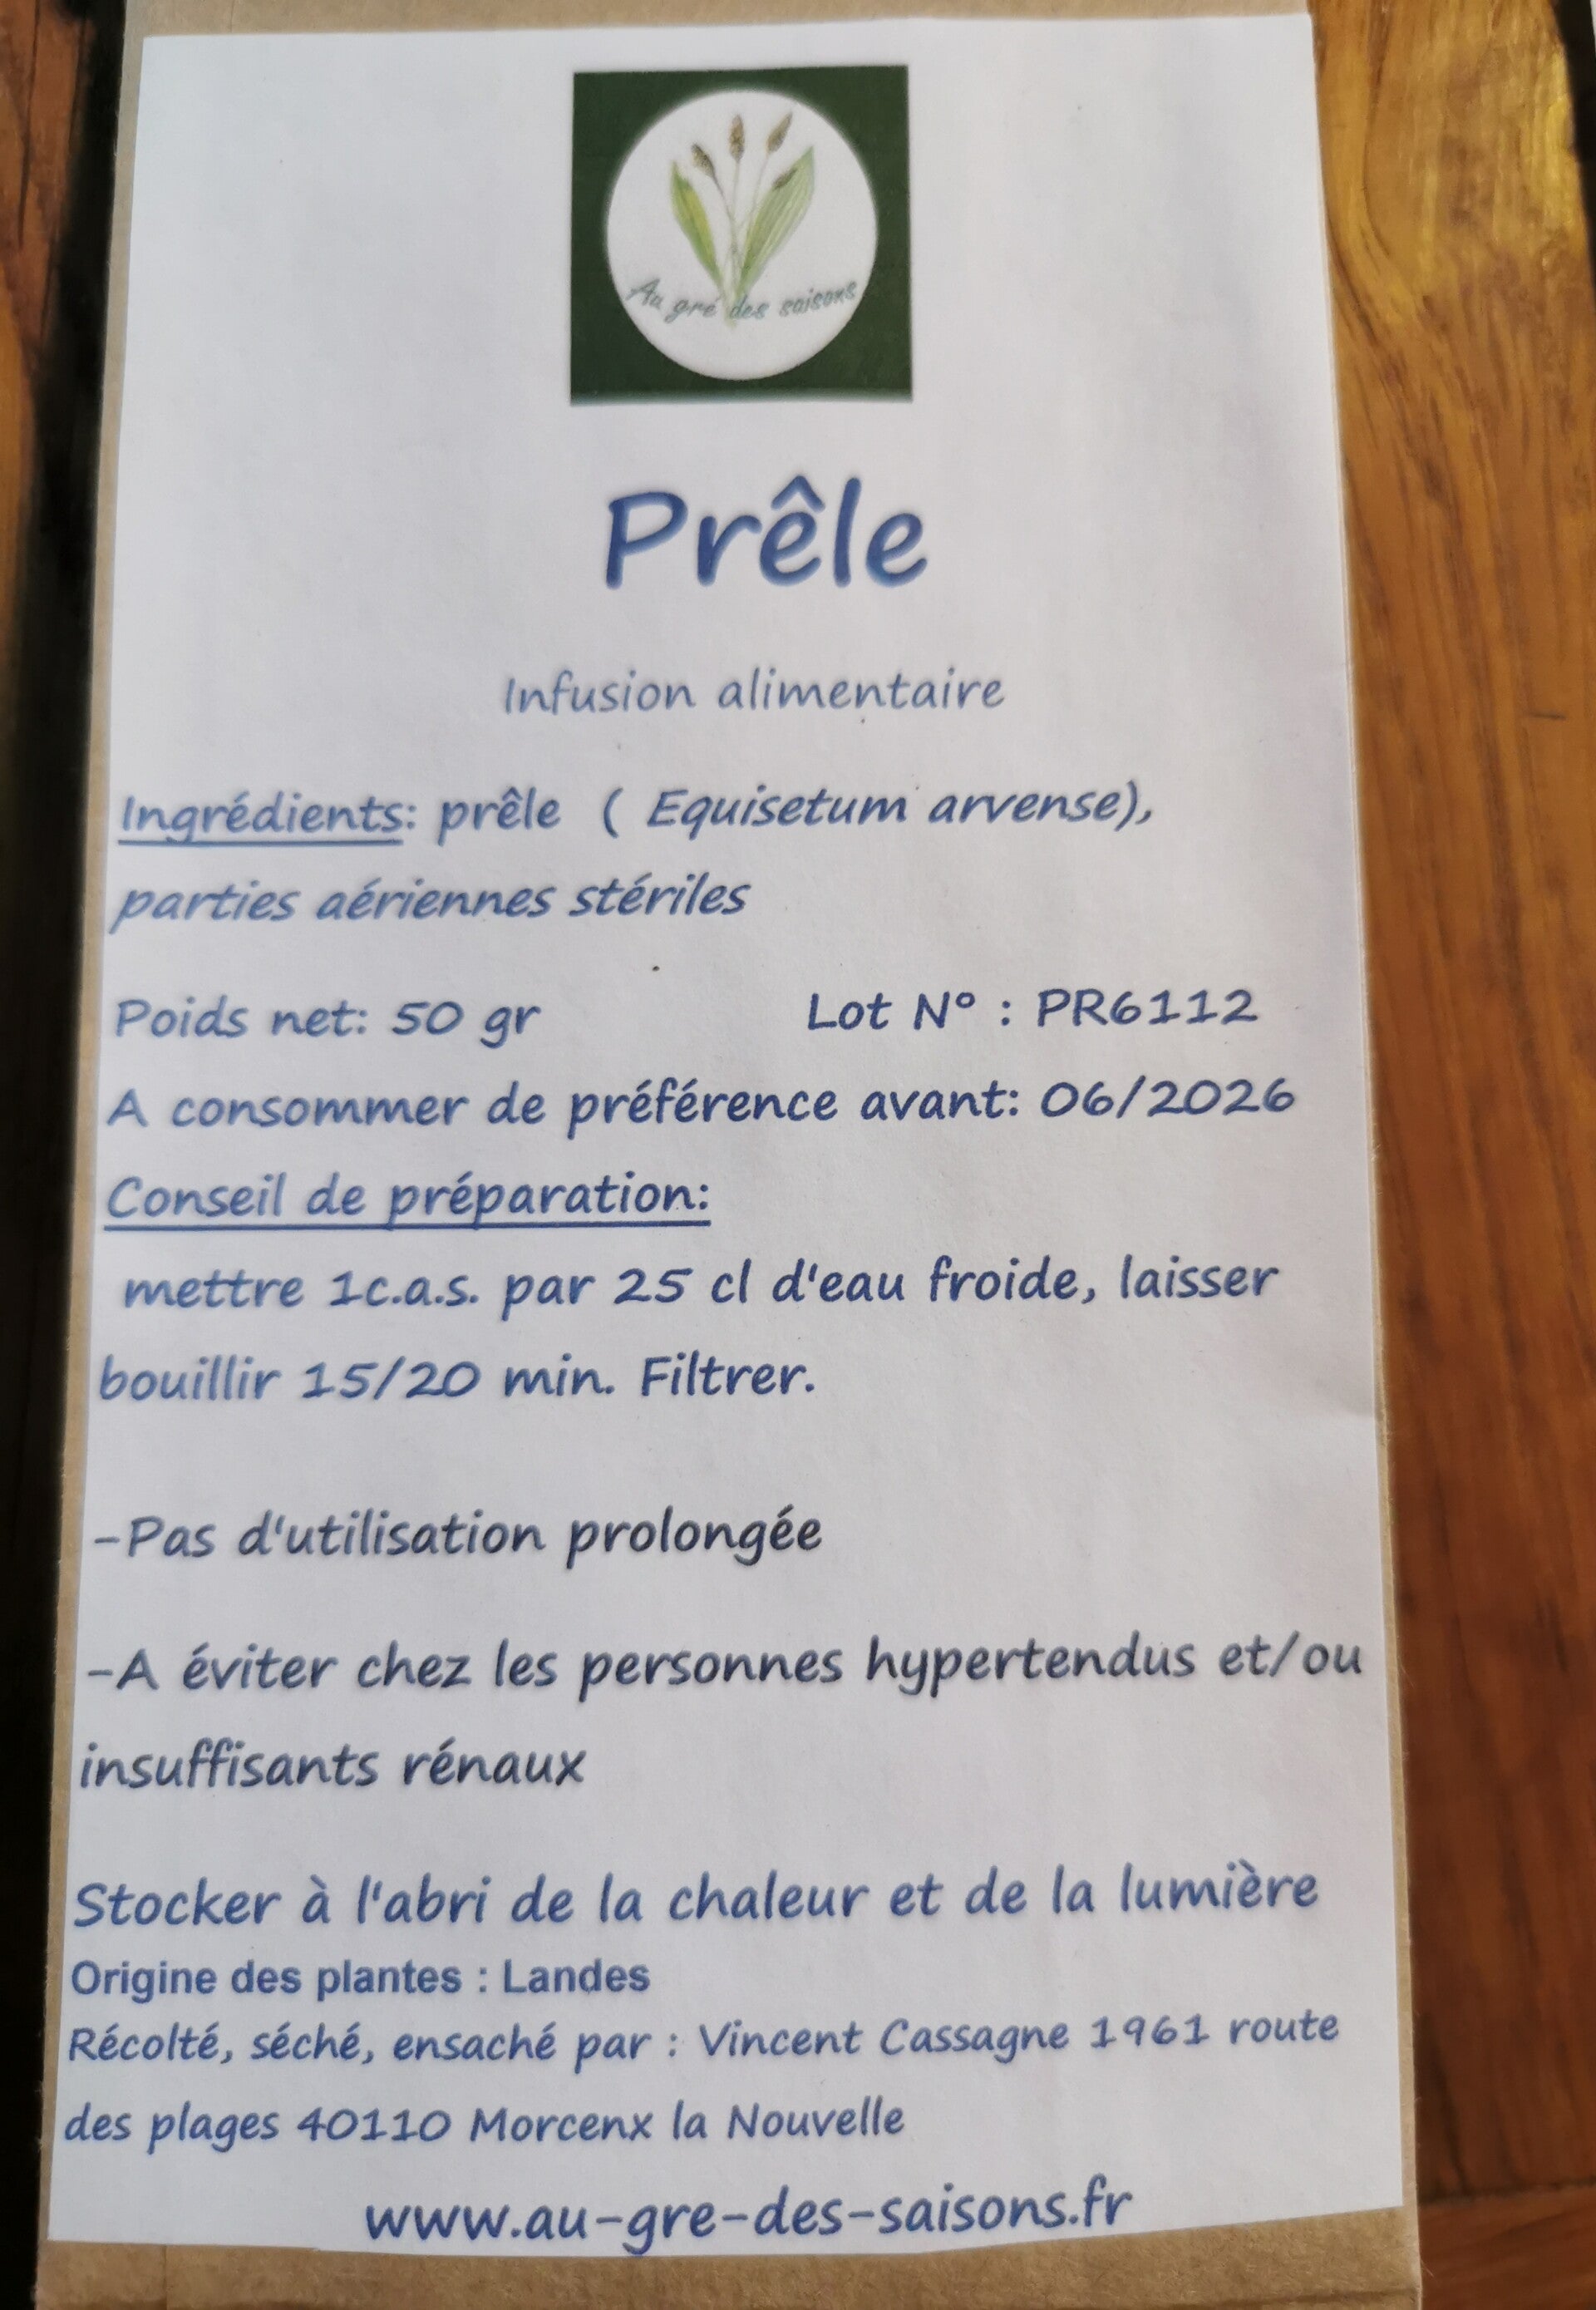 Au gré des saisons
Prêle
Infusion alimentaire
Ingrédients: prêle ( Equisetum arvense),
parties aériennes stériles
Poids net: 50 gr Lot N° : PR6112
A consommer de préférence avant: 06/2026
Conseil de préparation:
mettre 1c.a.s. par 25 cl d'eau froide, laisser
bouillir 15/20 min. Filtrer.
-Pas d'utilisation prolongée
-A éviter chez les personnes hypertendus et/ou
insuffisants rénaux
Stocker à l'abri de la chaleur et de la lumière
Origine des plantes : Landes
Récolté, séché, ensaché par : Vincent Cassagne 1961 route
des plages 40110 Morcenx la Nouvelle
www.au-gre-des-saisons.fr